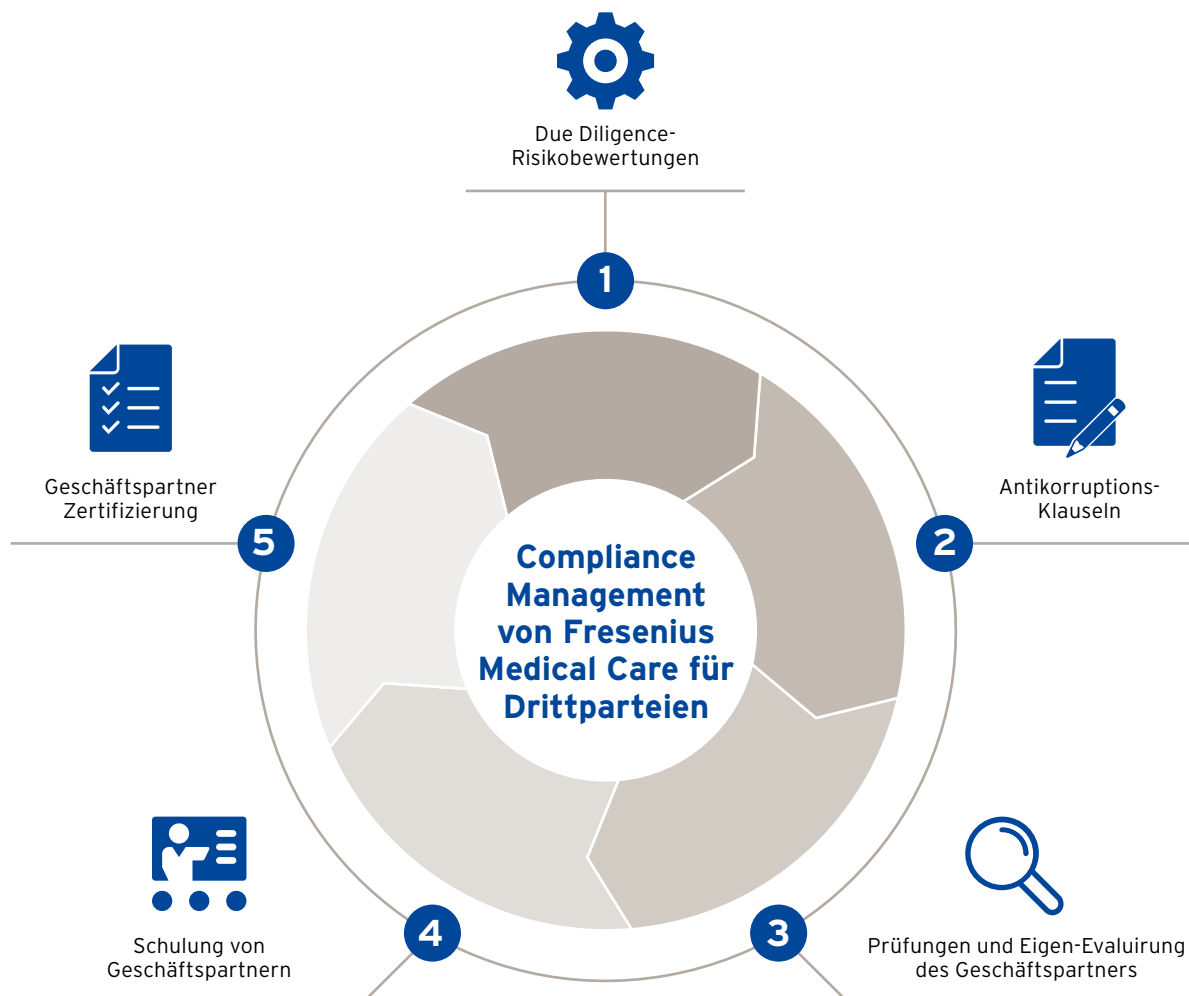 Due Diligence-
Risikobewertungen
1
Antikorruptions-
Klauseln
2
Prüfungen und Eigen-Evaluirung
des Geschäftspartners
3
Schulung von
Geschäftspartnern
4
Geschäftspartner
Zertifizierung
5
Compliance
Management
von Fresenius
Medical Care für
Drittparteien